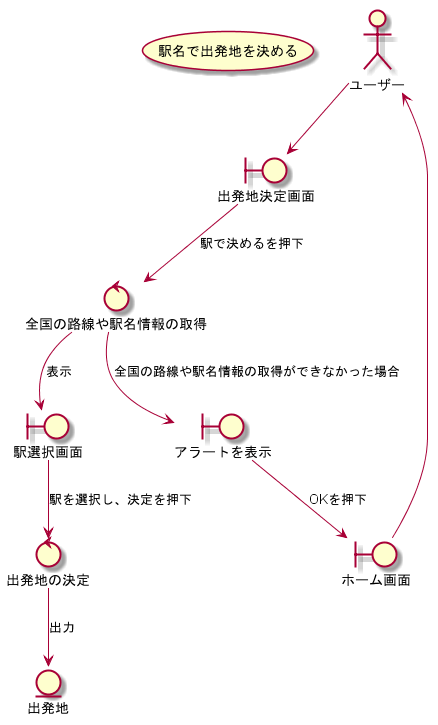 駅名で出発地を決める
ユーザー
出発地決定画面
駅で決めるを押下
全国の路線や駅名情報の取得
表示
全国の路線や駅名情報の取得ができなかった場合
駅選択画面
アラートを表示
駅を選択し、決定を押下
OKを押下
出発地の決定
ホーム画面
出力
出発地